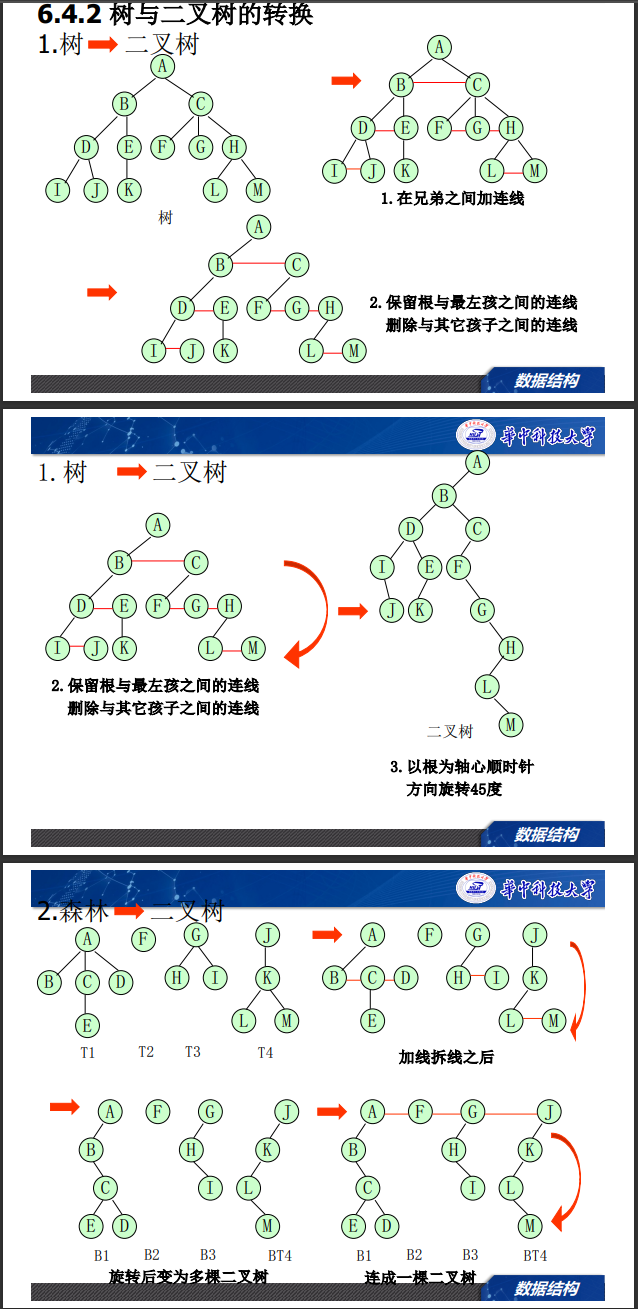 6.4.2 树与二叉树的转换
1.树 二叉树
A
B C
D E F G H
I J K L M
树
A
B C
D E F G H
I J K L M
1.在兄弟之间加连线
A
B C
D E F G H
I J K L M
2.保留根与最左孩之间的连线
删除与其它孩子之间的连线
数据结构
华中科技大学
1.树 二叉树
A
B C
D E F G H
I J K L M
2.保留根与最左孩之间的连线
删除与其它孩子之间的连线
A
B
D C
I E F
J K G
H
L
M
二叉树
3.以根为轴心顺时针
方向旋转45度
数据结构
华中科技大学
2.森林 二叉树
A F G J
B C D H I K
E L M
T1 T2 T3 T4
A F G J
B C D H I K
E L M
加线拆线之后
A F G J
B H K
C I L
E D M
B1 B2 B3 BT4
旋转后变为多棵二叉树
A F G J
B H K
C I L
E D M
B1 B2 B3 BT4
连成一棵二叉树
数据结构